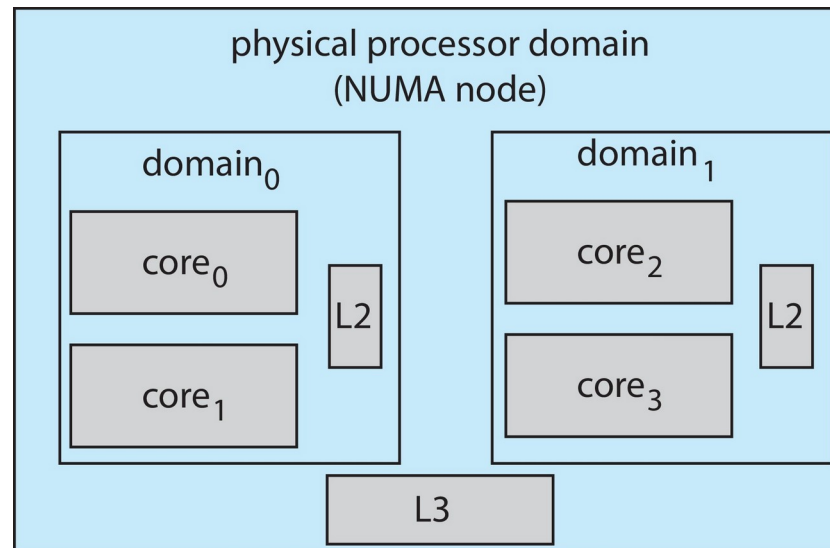 physical processor domain
(NUMA node)
domain₀
core₀
L2
core₁
domain₁
core₂
L2
core₃
L3